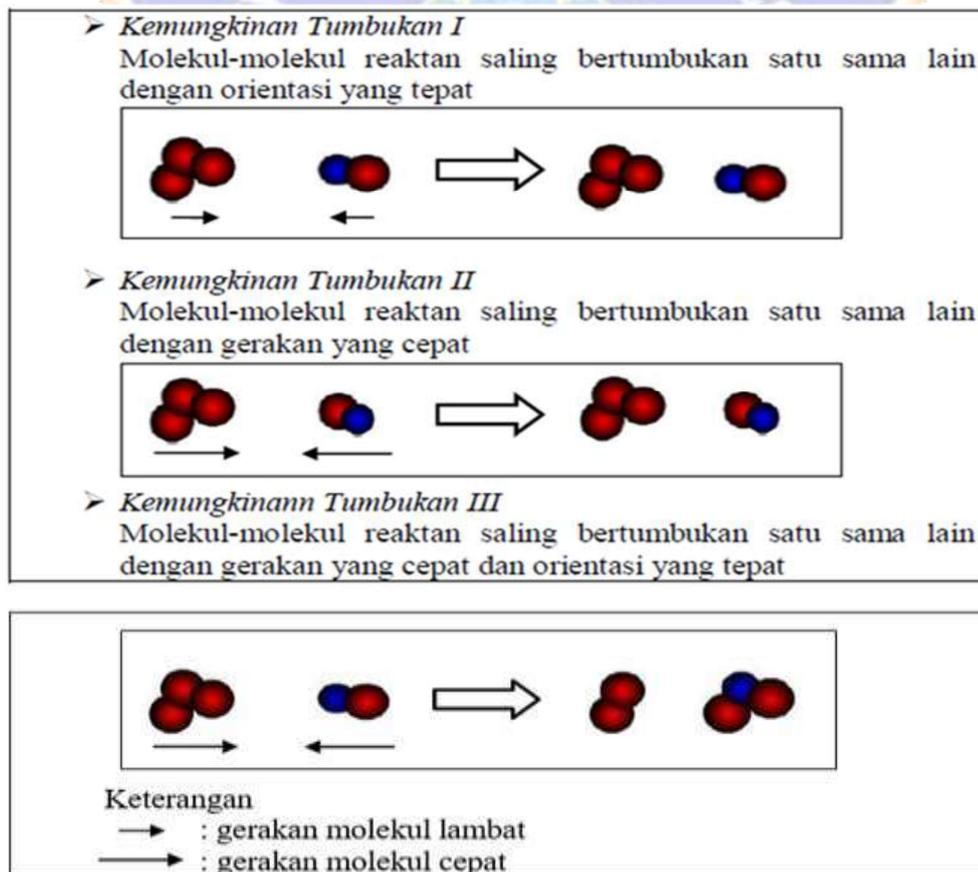 ➢ Kemungkinan Tumbukan I
Molekul-molekul reaktan saling bertumbukan satu sama lain
dengan orientasi yang tepat
➢ Kemungkinan Tumbukan II
Molekul-molekul reaktan saling bertumbukan satu sama lain
dengan gerakan yang cepat
➢ Kemungkinann Tumbukan III
Molekul-molekul reaktan saling bertumbukan satu sama lain
dengan gerakan yang cepat dan orientasi yang tepat
Keterangan
: gerakan molekul lambat
: gerakan molekul cepat